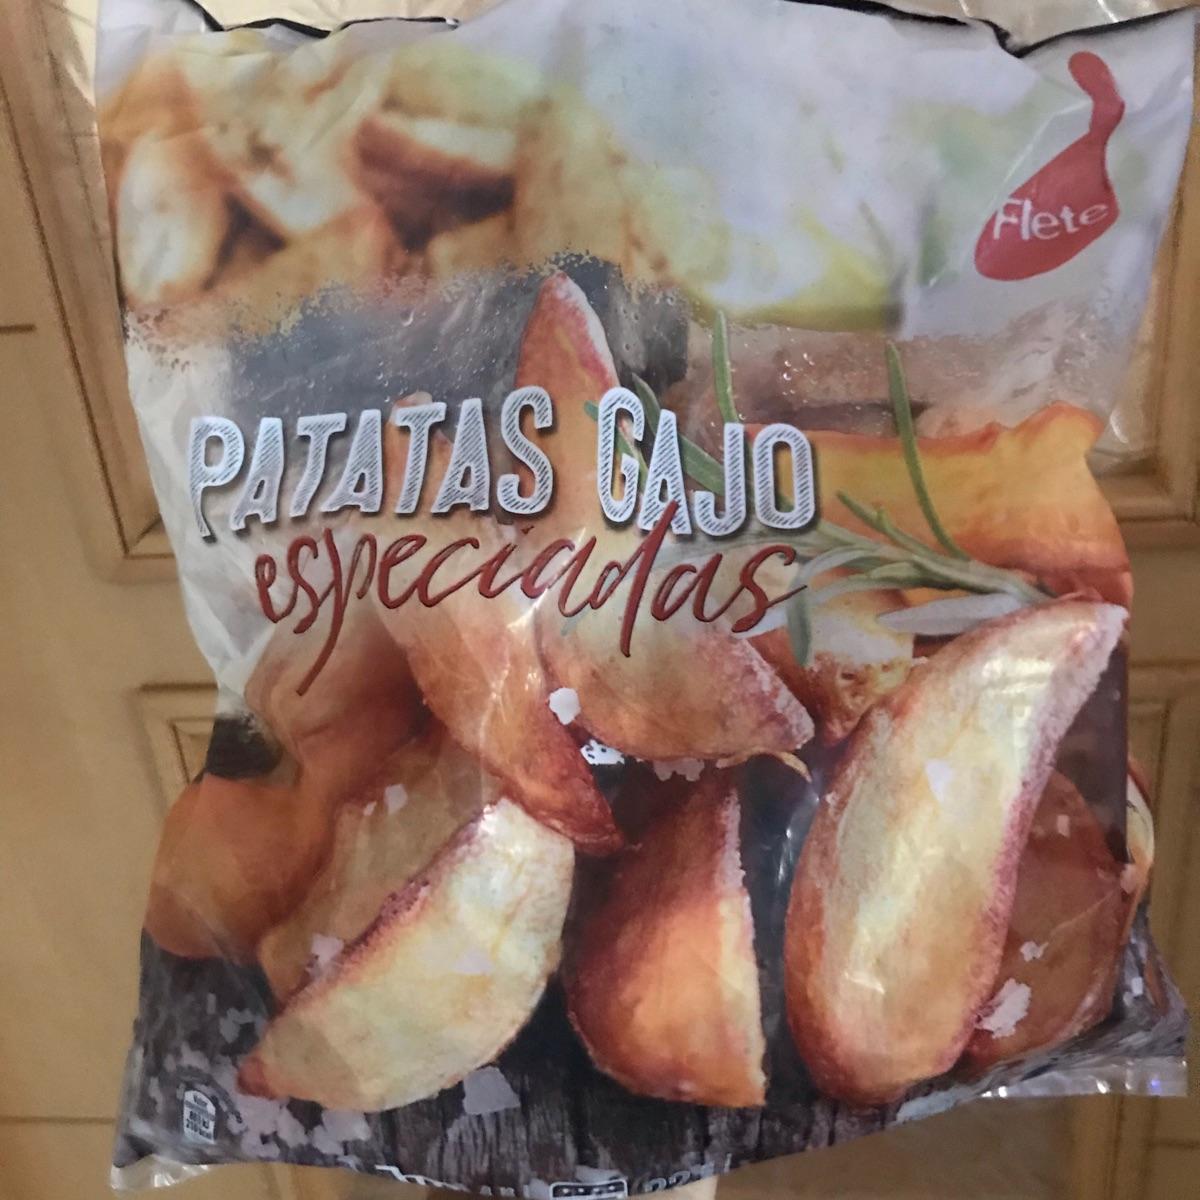 Flete
PATATAS GAJO
especiadas